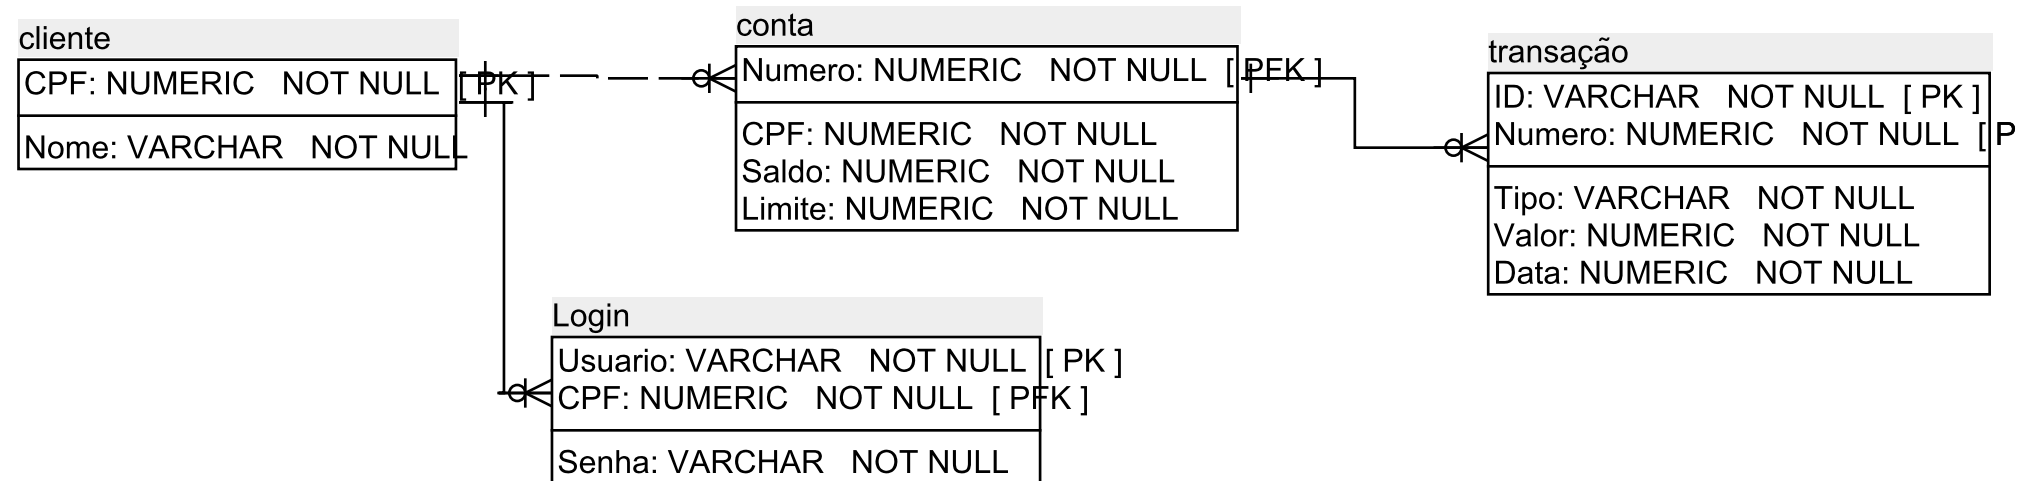 cliente
CPF: NUMERIC NOT NULL [ PK ]
Nome: VARCHAR NOT NULL
conta
Numero: NUMERIC NOT NULL [ PFK ]
CPF: NUMERIC NOT NULL
Saldo: NUMERIC NOT NULL
Limite: NUMERIC NOT NULL
transação
ID: VARCHAR NOT NULL [ PK ]
Numero: NUMERIC NOT NULL [ P
Tipo: VARCHAR NOT NULL
Valor: NUMERIC NOT NULL
Data: NUMERIC NOT NULL
Login
Usuario: VARCHAR NOT NULL [ PK ]
CPF: NUMERIC NOT NULL [ PFK ]
Senha: VARCHAR NOT NULL